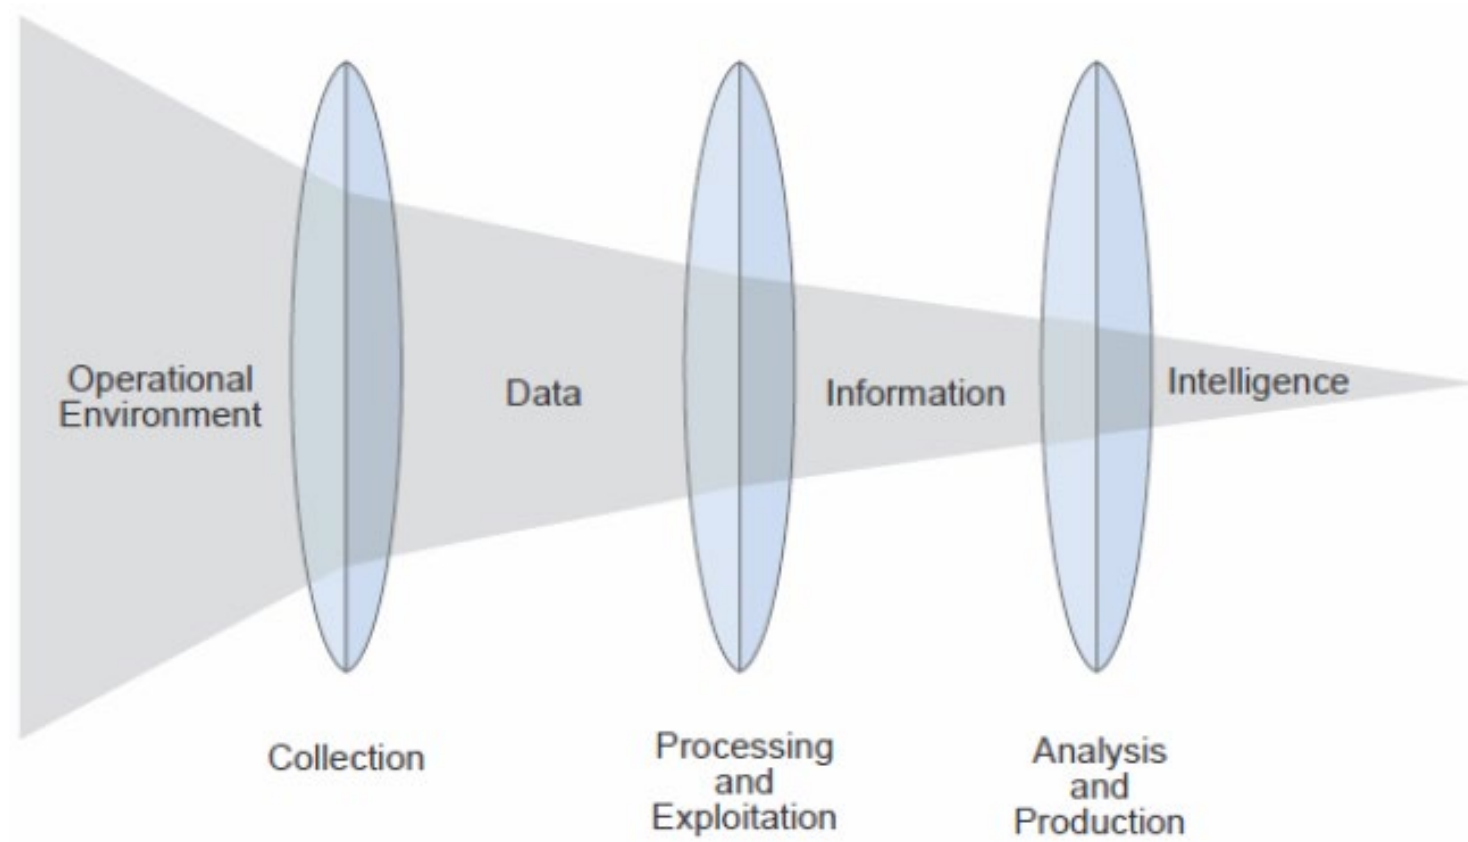 Operational
Environment
Data
Information
Intelligence
Collection
Processing
and
Exploitation
Analysis
and
Production